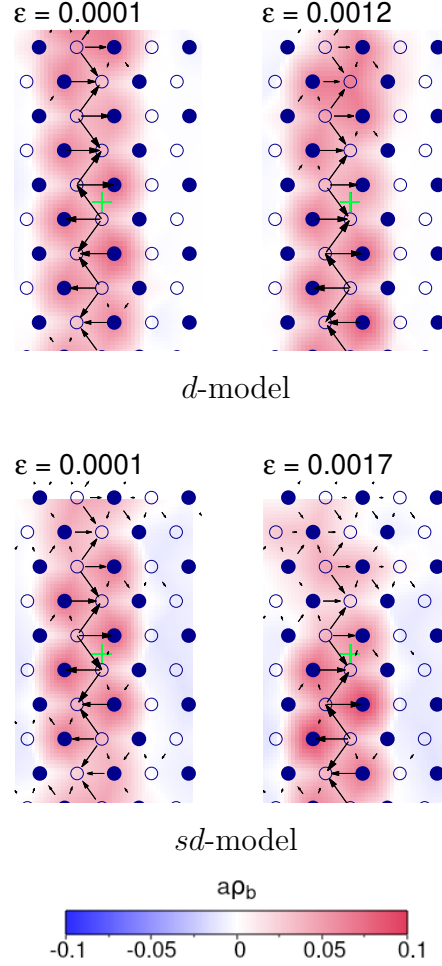 ε = 0.0001 ε = 0.0012
d-model
ε = 0.0001 ε = 0.0017
sd-model
aρb
-0.1 -0.05 0 0.05 0.1